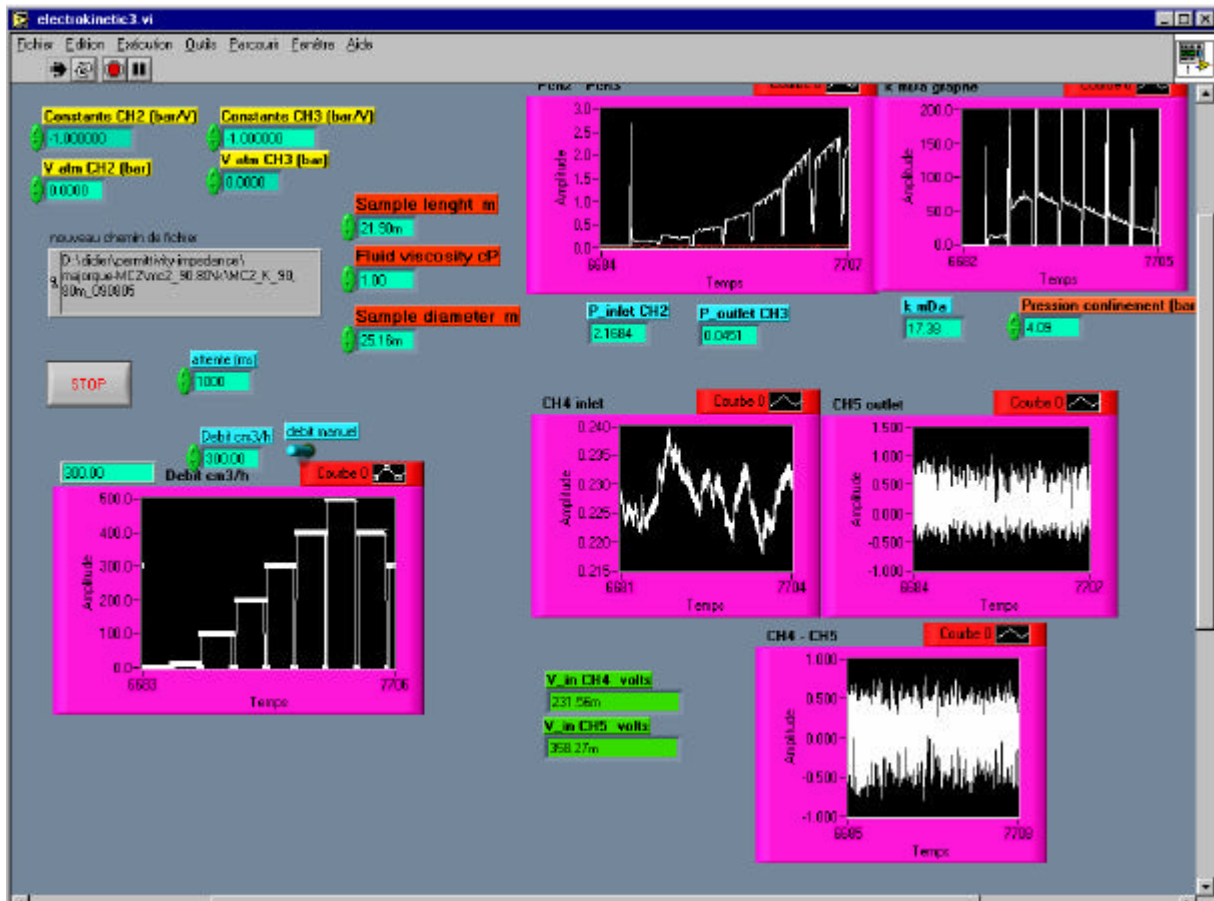 electrokinetic3.vi
Fichier Edition Exécution Outils Parcourir Fenêtre Aide
Constante CH2 (bar/V)
-1.000000
Constante CH3 (bar/V)
-1.000000
V atm CH2 (bar)
0.0000
V atm CH3 (bar)
0.0000
nouveau chemin de fichier
D:\didier\permittivity-impedance\
Sample lenght m
21.90m
Fluid viscosity cP
1.00
Sample diameter m
25.16m
STOP
attente (ms)
1000
Courbe 0
Amplitude
3.0
2.5
2.0
1.5
1.0
0.5
0.0
6684
7707
Temps
k mDa graphe
Courbe 0
Amplitude
200.0
150.0
100.0
50.0
0.0
6682
7705
Temps
P_inlet CH2
2.1684
P_outlet CH3
0.0451
k mDa
17.38
Pression confinement (bar
4.09
Debit cm3/h
300.00
debit manuel
300.00
Debit cm3/h
Courbe 0
Amplitude
500.0
400.0
300.0
200.0
100.0
0.0
6683
7706
Temps
CH4 inlet
Courbe 0
Amplitude
0.240
0.235
0.230
0.225
0.220
0.215
6681
7704
Temps
CH5 outlet
Courbe 0
Amplitude
1.500
1.000
0.500
0.000
-0.500
-1.000
6684
7707
Temps
CH4 - CH5
Courbe 0
Amplitude
1.000
0.500
0.000
-0.500
-1.000
6685
7708
Temps
V_in CH4 volts
231.56m
V_in CH5 volts
358.27m